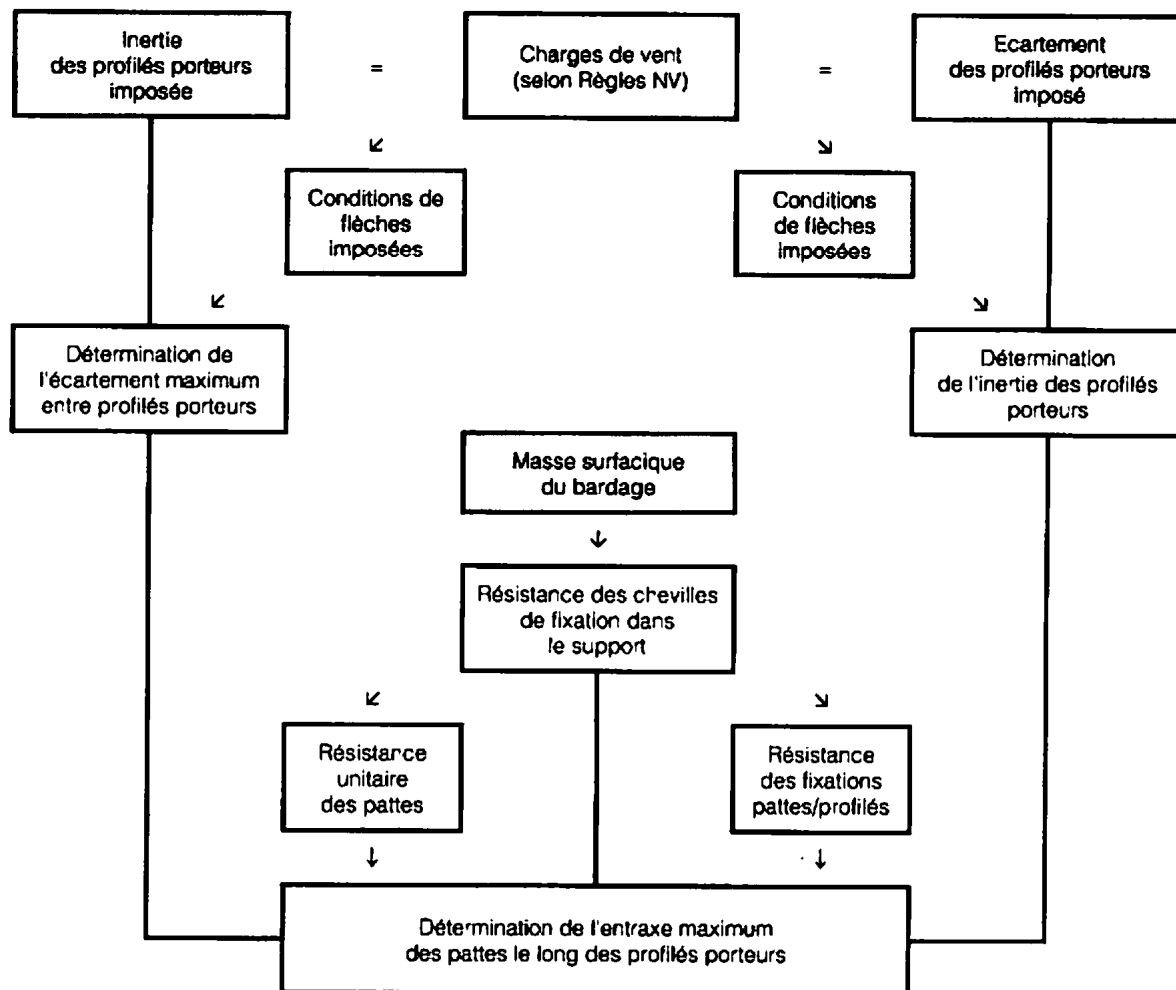 Inertie
des profilés porteurs
imposée
=
Charges de vent
(selon Règles NV)
=
Ecartement
des profilés porteurs
imposé
Conditions de
flèches
imposées
Conditions
de flèches
imposées
Détermination de
l'écartement maximum
entre profilés porteurs
Détermination
de l'inertie des profilés
porteurs
Masse surfacique
du bardage
Résistance des chevilles
de fixation dans
le support
Résistance
unitaire
des pattes
Résistance
des fixations
pattes/profilés
Détermination de l'entraxe maximum
des pattes le long des profilés porteurs